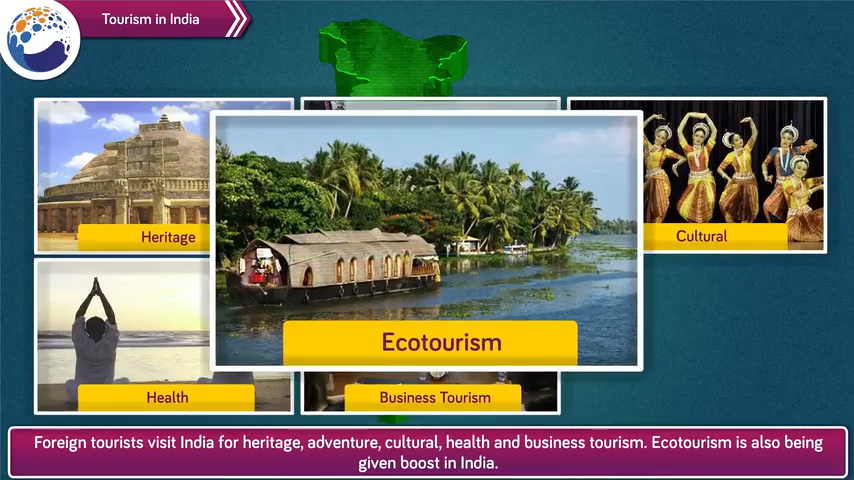 Tourism in India
Heritage
Cultural
Ecotourism
Health
Business Tourism
Foreign tourists visit India for heritage, adventure, cultural, health and business tourism. Ecotourism is also being
given boost in India.